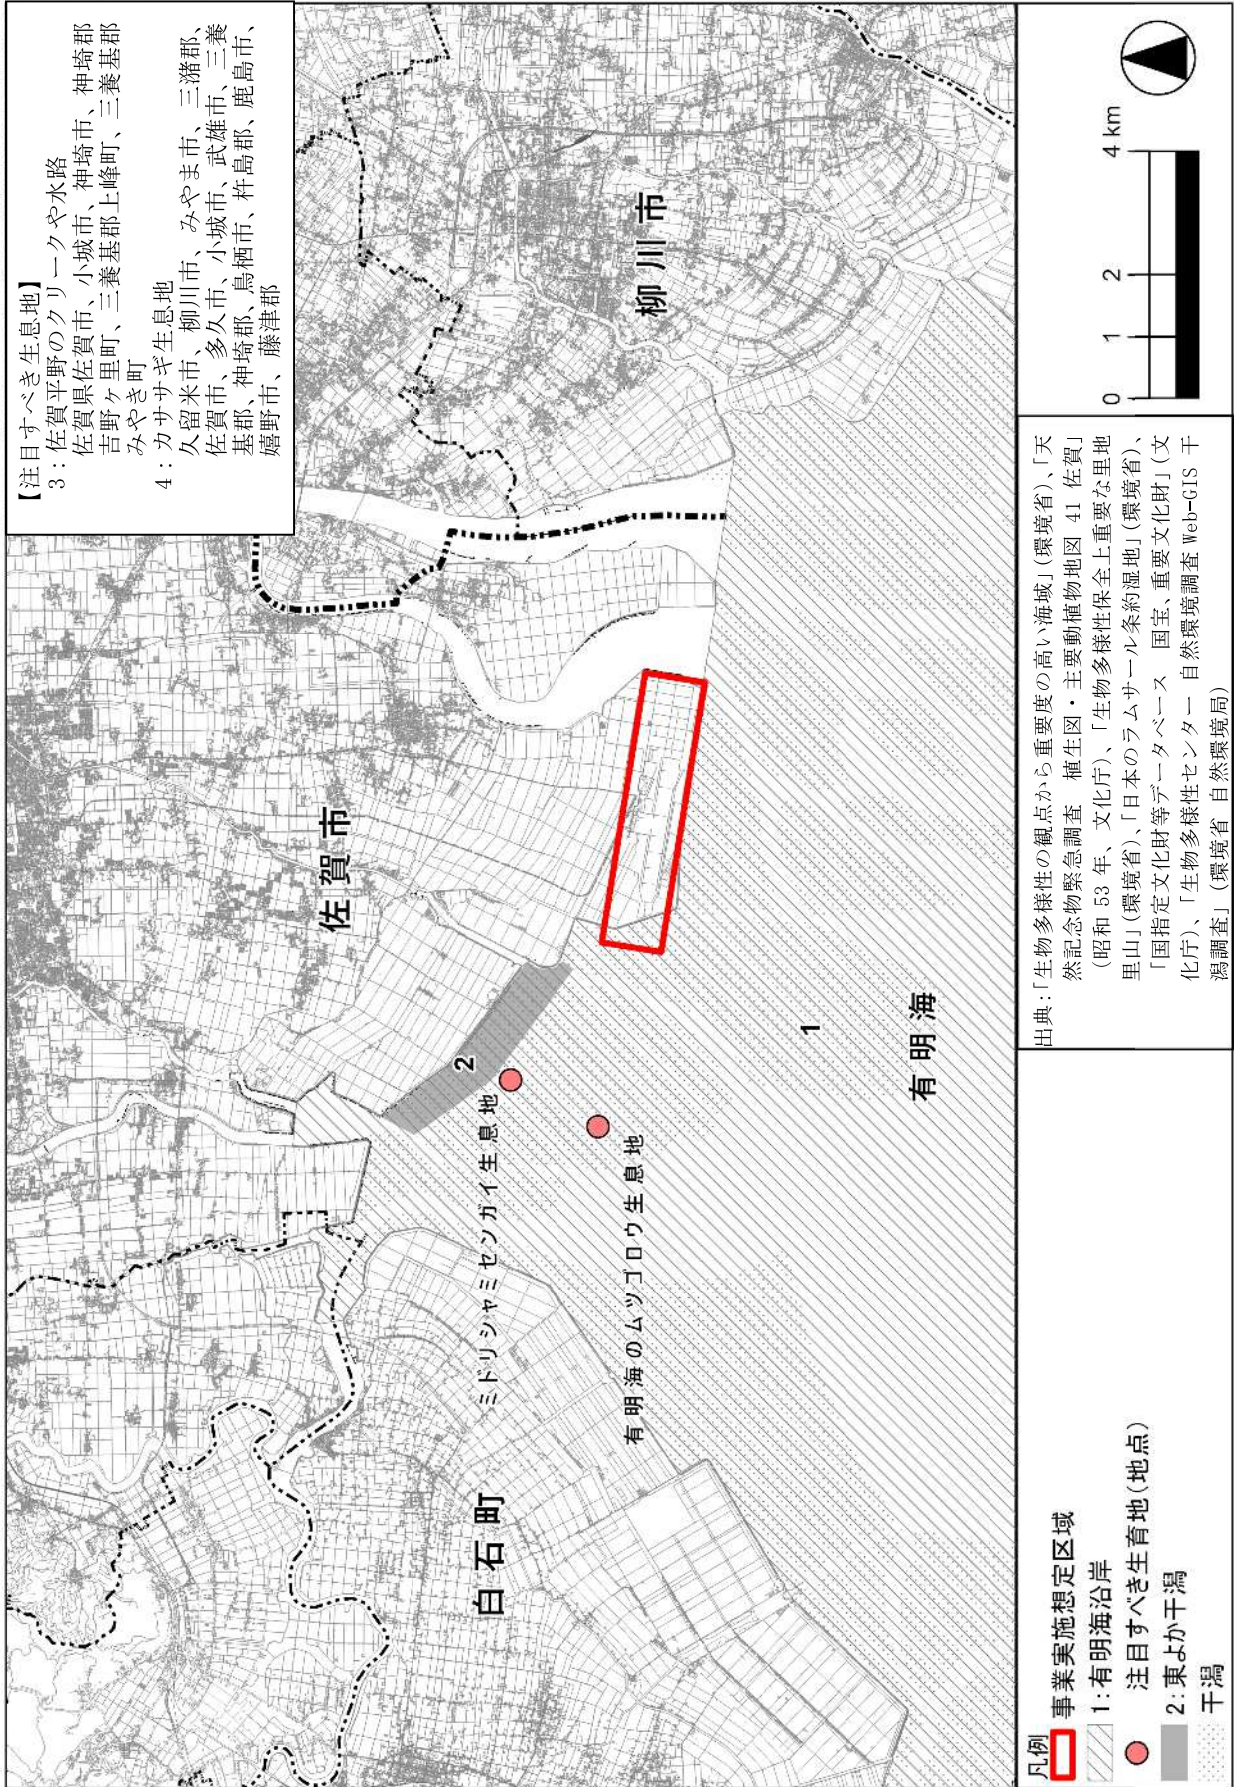 【注目すべき生息地】
3：佐賀平野のクリークや水路
佐賀県佐賀市、小城市、神埼市、神埼郡
吉野ヶ里町、三養基郡上峰町、三養基郡
みやき町
4：カササギ生息地
久留米市、柳川市、みやま市、三潴郡、
佐賀市、多久市、小城市、武雄市、三養
基郡、神埼郡、鳥栖市、杵島郡、鹿島市、
嬉野市、藤津郡
佐賀市
柳川市
白石町
2
ミドリシャミセンガイ生息地
有明海のムツゴロウ生息地
1
有明海
凡例
事業実施想定区域
1:有明海沿岸
注目すべき生育地(地点)
2:東よか干潟
干潟
出典：「生物多様性の観点から重要度の高い海域」（環境省）、「天
然記念物緊急調査　植生図・主要動植物地図 41 佐賀」
（昭和 53 年、文化庁）、「生物多様性保全上重要な里地
里山」（環境省）、「日本のラムサール条約湿地」（環境省）、
「国指定文化財等データベース　国宝、重要文化財」（文
化庁）、「生物多様性センター 自然環境調査 Web-GIS 干
潟調査」（環境省 自然環境局）
0 1 2 4 km